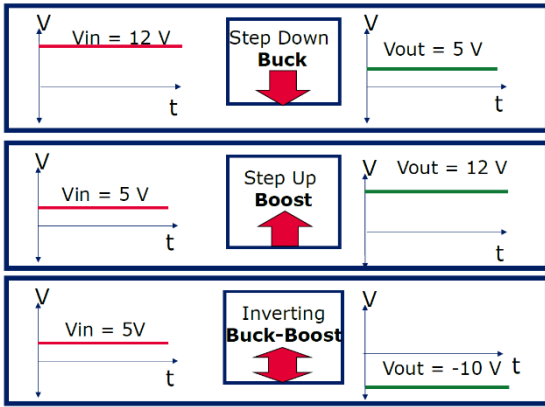 V
Vin = 12 V
t
Step Down
Buck
V
Vout = 5 V
t
V
Vin = 5 V
t
Step Up
Boost
V
Vout = 12 V
t
V
Vin = 5V
t
Inverting
Buck-Boost
V
t
Vout = -10 V